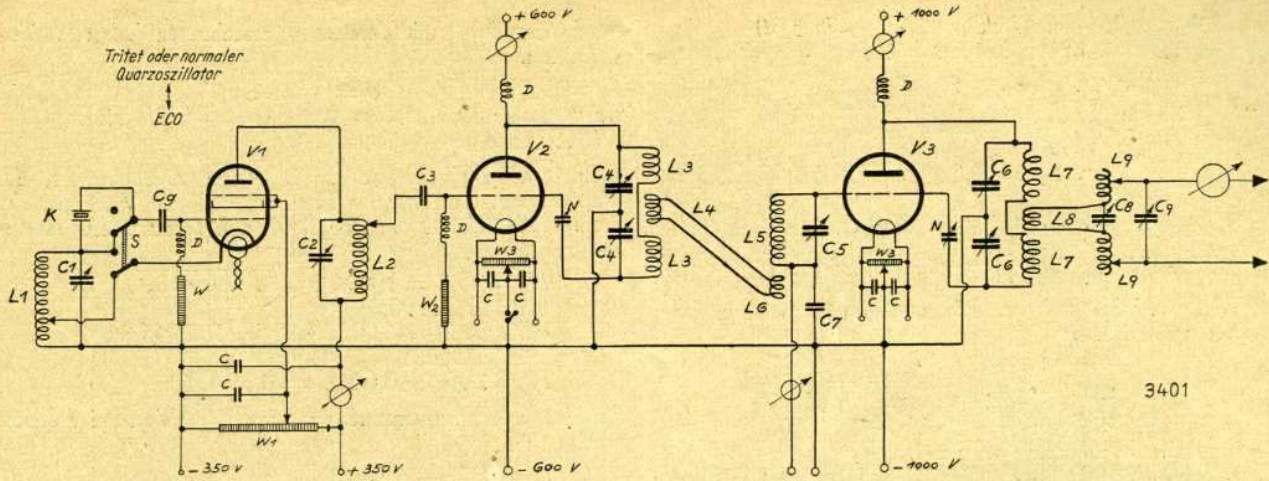 Tritet oder normaler
Quarzoszillator
ECO
+ 600 V
+ 1000 V
D
D
V1
V2
V3
K
Cg
S
D
W
C1
L1
C2
L2
C3
D
W2
W3
C
C
N
C4
C4
L3
L3
L4
L5
L6
C5
C7
W3
C
C
N
C6
C6
L7
L8
L7
L9
C8
C9
L9
C
C
W1
- 350 V
+ 350 V
- 600 V
- 1000 V
3401